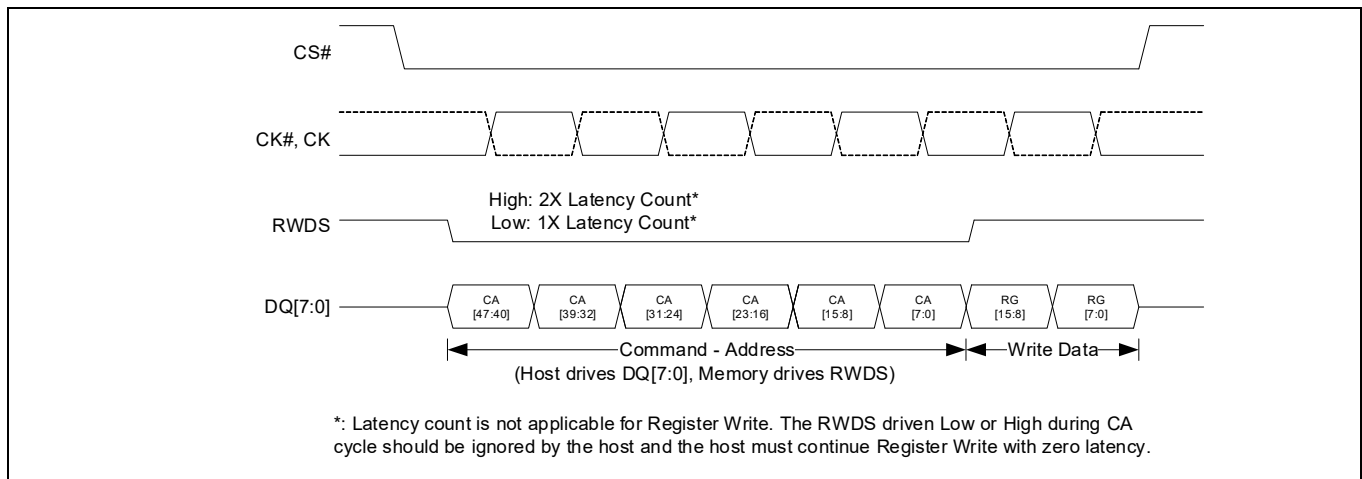 CS#
CK#, CK
High: 2X Latency Count*
Low: 1X Latency Count*
RWDS
DQ[7:0]
CA CA CA CA CA CA RG RG
[47:40] [39:32] [31:24] [23:16] [15:8] [7:0] [15:8] [7:0]
Command - Address Write Data
(Host drives DQ[7:0], Memory drives RWDS)
*: Latency count is not applicable for Register Write. The RWDS driven Low or High during CA
cycle should be ignored by the host and the host must continue Register Write with zero latency.